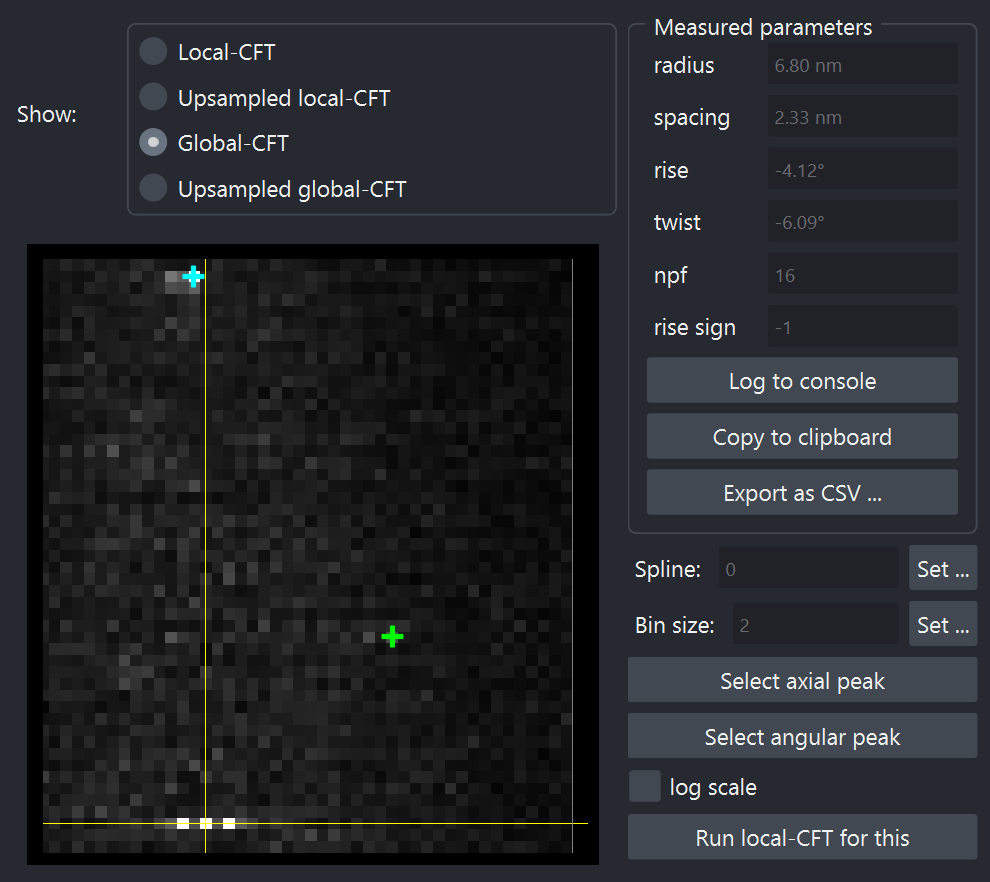 Show:
Local-CFT
Upsampled local-CFT
Global-CFT
Upsampled global-CFT
Measured parameters
radius 6.80 nm
spacing 2.33 nm
rise -4.12°
twist -6.09°
npf 16
rise sign -1
Log to console
Copy to clipboard
Export as CSV ...
Spline: 0 Set ...
Bin size: 2 Set ...
Select axial peak
Select angular peak
log scale
Run local-CFT for this